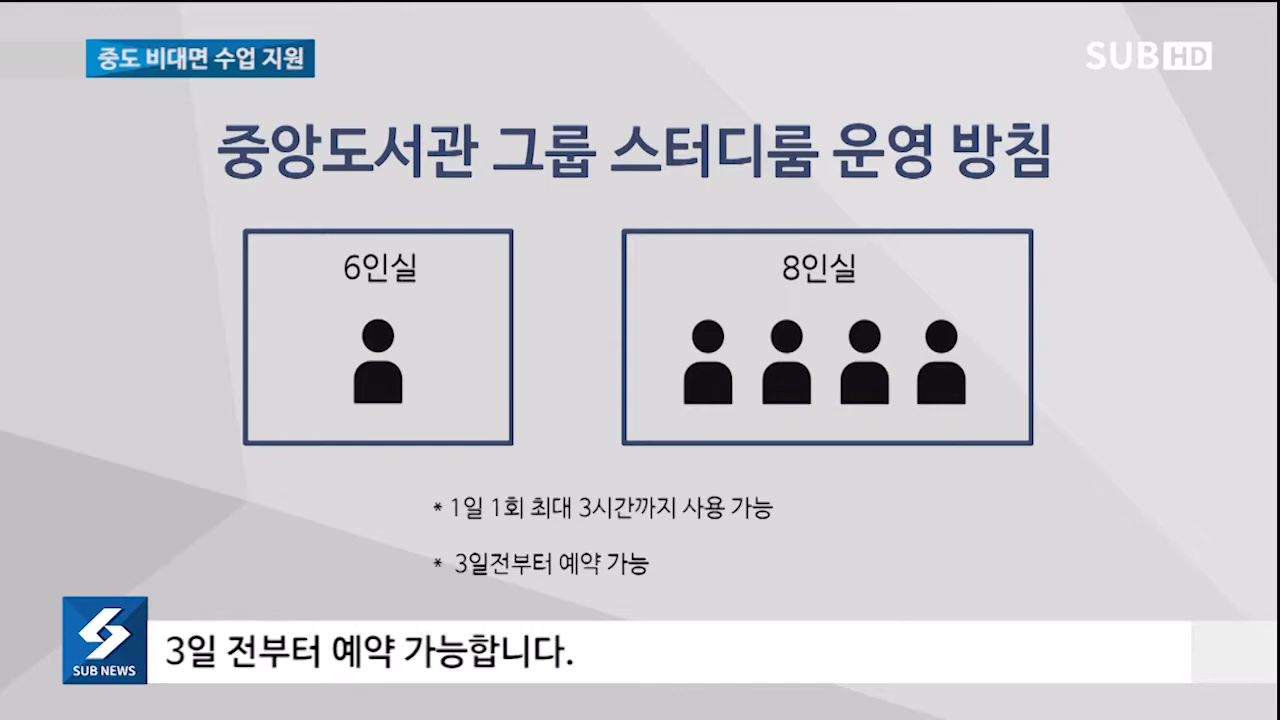 중도 비대면 수업 지원
SUB HD
중앙도서관 그룹 스터디룸 운영 방침
6인실
8인실
* 1일 1회 최대 3시간까지 사용 가능
* 3일전부터 예약 가능
3일 전부터 예약 가능합니다.
SUB NEWS